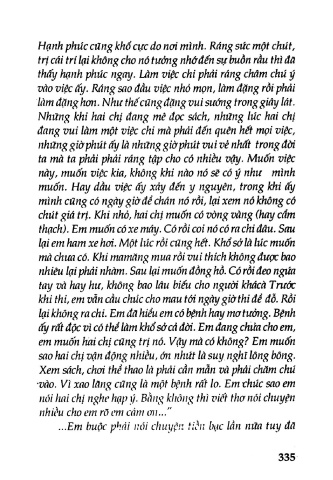 Hạnh phúc cũng khổ cực do nơi mình. Ráng sức một chút,
trị cái trí lại không cho nó tưởng nhớ đến sự buồn rầu thì đã
thấy hạnh phúc ngay. Làm việc chi phải ráng chăm chú ý
vào việc ấy. Ráng sao đầu việc nhỏ mọn, làm đặng rồi phải
làm đặng hơn. Như thế cũng đặng vui sướng trong giây lát.
Những khi hai chị đang mê đọc sách, những lúc hai chị
đang vui làm một việc chi mà phải đến quên hết mọi việc,
những giờ phút ấy là những giờ phút vui vẻ nhất trong đời
ta mà ta phải phải ráng tập cho có nhiều vậy. Muốn việc
này, muốn việc kia, không khi nào nó sẽ có ý như mình
muốn. Hay dẫu việc ấy xảy đến y nguyên, trong khi ấy
mình cũng có ngày giờ để chán nó rồi, lại xem nó không có
chút giá trị. Khi nhỏ, hai chị muốn có vòng vàng (hay cẩm
thạch). Em muốn có xe máy. Có rồi coi nó có ra chi đâu. Sau
lại em ham xe hơi. Một lúc rồi cũng hết. Khổ sở là lúc muốn
mà chưa có. Khi mamăng mua rồi vui thích không được bao
nhiêu lại phải nhàm. Sau lại muốn đồng hồ. Có rồi đeo ngứa
tay và hay hư, không bao lâu biếu cho người khácà Trước
khi thi, em vẫn cầu chúc cho mau tới ngày giờ thi để đỗ. Rồi
lại không ra chi. Em đã hiểu em có bệnh hay mơ tưởng. Bệnh
ấy rất độc vì có thể làm khổ sở cả đời. Em đang chữa cho em,
em muốn hai chị cũng trị nó. Vậy mà có không? Em muốn
sao hai chị vận động nhiều, ớn nhứt là suy nghĩ lông bông.
Xem sách, chơi thể thao là phải cần mẫn và phải chăm chú
vào. Vì xao lãng cũng là một bệnh rất lo. Em chúc sao em
nói hai chị nghe hạp ý. Bằng không thì viết thơ nói chuyện
nhiều cho em rõ em cám ơn..."
...Em buộc phải nói chuyện tiền bạc lần nữa tuy đã
335